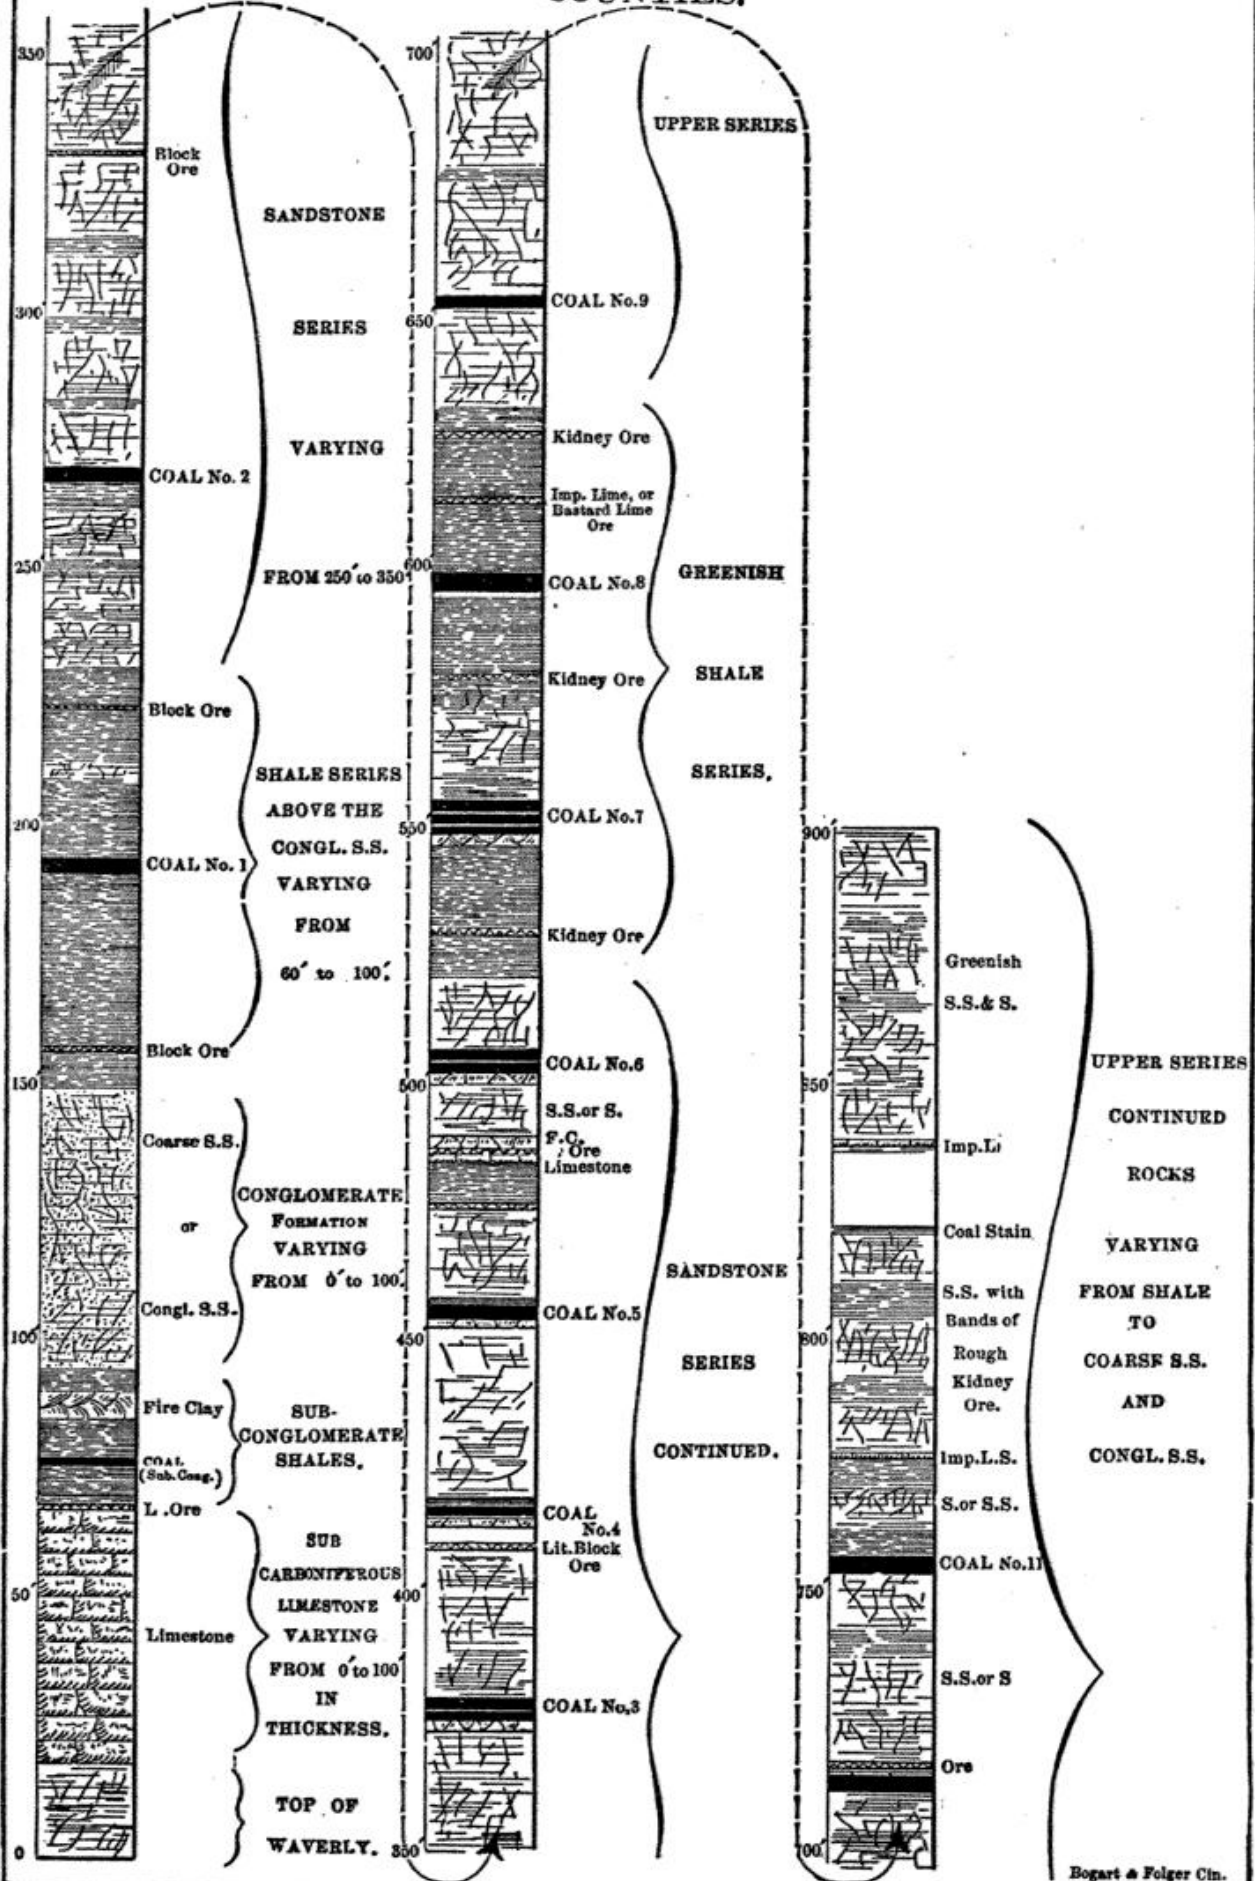 COUNTIES.
350
Block
Ore
SANDSTONE
300
SERIES
VARYING
COAL No. 2
250
FROM 250' to 350'
Block Ore
SHALE SERIES
ABOVE THE
CONGL. S.S.
VARYING
FROM
60' to 100'.
200
COAL No. 1
Block Ore
150
Coarse S.S.
or
Congl. S.S.
CONGLOMERATE
FORMATION
VARYING
FROM 0' to 100'.
100
Fire Clay
COAL
(Sub. Cong.)
SUB-
CONGLOMERATE
SHALES.
L. Ore
SUB
CARBONIFEROUS
LIMESTONE
VARYING
FROM 0' to 100'
IN
THICKNESS.
50
Limestone
TOP OF
WAVERLY.
0
700
UPPER SERIES
COAL No. 9
650
Kidney Ore
Imp. Lime, or
Bastard Lime
Ore
600
COAL No. 8
GREENISH
SHALE
SERIES.
Kidney Ore
COAL No. 7
550
Kidney Ore
COAL No. 6
500
S.S. or S.
F.C.
Ore
Limestone
SANDSTONE
SERIES
CONTINUED.
COAL No. 5
450
COAL
No. 4
Lit. Block
Ore
400
COAL No. 3
350
900
Greenish
S.S. & S.
850
UPPER SERIES
CONTINURD
ROCKS
VARYING
FROM SHALE
TO
COARSE S.S.
AND
CONGL. S.S.
Imp. L
Coal Stain
S.S. with
Bands of
Rough
Kidney
Ore.
800
Imp. L.S.
S. or S.S.
COAL No. 11
750
S.S. or S
Ore
700
Bogart & Folger Cin.